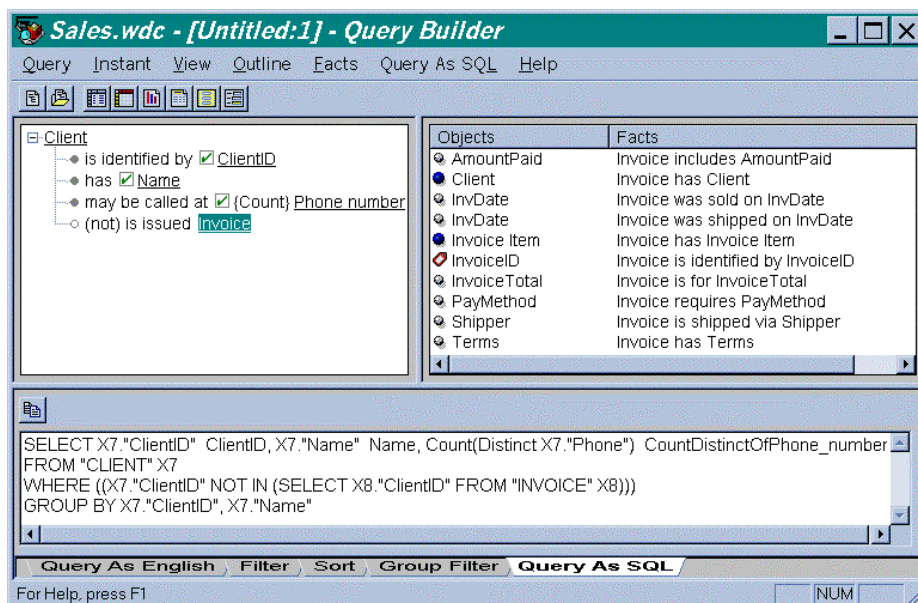 Sales.wdc - [Untitled:1] - Query Builder
Query Instant View Outline Facts Query As SQL Help
Client
is identified by ClientID
has Name
may be called at {Count} Phone number
(not) is issued Invoice
Objects Facts
AmountPaid Invoice includes AmountPaid
Client Invoice has Client
InvDate Invoice was sold on InvDate
InvDate Invoice was shipped on InvDate
Invoice Item Invoice has Invoice Item
InvoiceID Invoice is identified by InvoiceID
InvoiceTotal Invoice is for InvoiceTotal
PayMethod Invoice requires PayMethod
Shipper Invoice is shipped via Shipper
Terms Invoice has Terms
SELECT X7."ClientID" ClientID, X7."Name" Name, Count(Distinct X7."Phone") CountDistinctOfPhone_number
FROM "CLIENT" X7
WHERE ((X7."ClientID" NOT IN (SELECT X8."ClientID" FROM "INVOICE" X8)))
GROUP BY X7."ClientID", X7."Name"
Query As English Filter Sort Group Filter Query As SQL
For Help, press F1 NUM